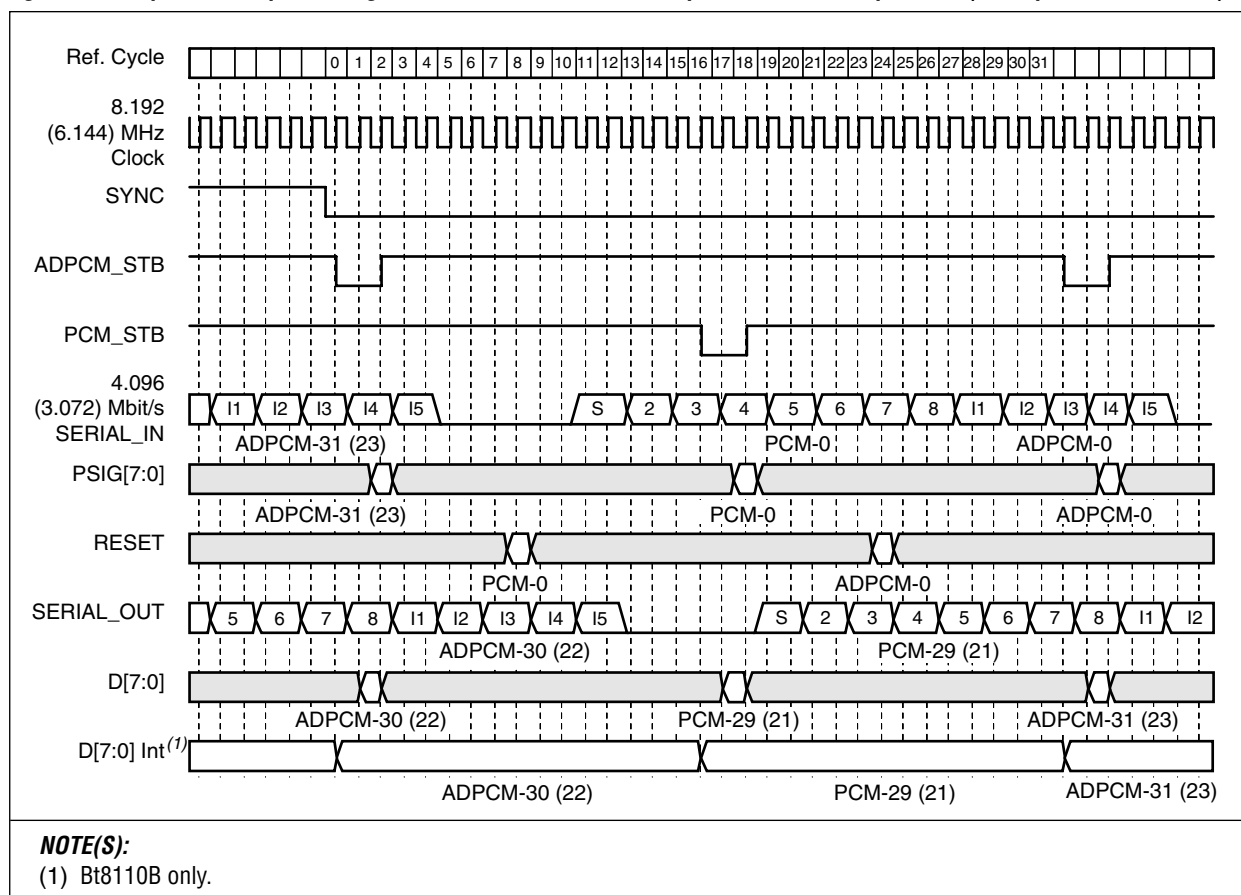 Ref. Cycle
0 1 2 3 4 5 6 7 8 9 10 11 12 13 14 15 16 17 18 19 20 21 22 23 24 25 26 27 28 29 30 31
8.192
(6.144) MHz
Clock
SYNC
ADPCM_STB
PCM_STB
4.096
(3.072) Mbit/s
SERIAL_IN
I1 I2 I3 I4 I5 S 2 3 4 5 6 7 8 I1 I2 I3 I4 I5
ADPCM-31 (23) PCM-0 ADPCM-0
PSIG[7:0]
ADPCM-31 (23) PCM-0 ADPCM-0
RESET
PCM-0 ADPCM-0
SERIAL_OUT
5 6 7 8 I1 I2 I3 I4 I5 S 2 3 4 5 6 7 8 I1 I2
ADPCM-30 (22) PCM-29 (21)
D[7:0]
ADPCM-30 (22) PCM-29 (21) ADPCM-31 (23)
D[7:0] Int(1)
ADPCM-30 (22) PCM-29 (21) ADPCM-31 (23)
NOTE(S):
(1) Bt8110B only.